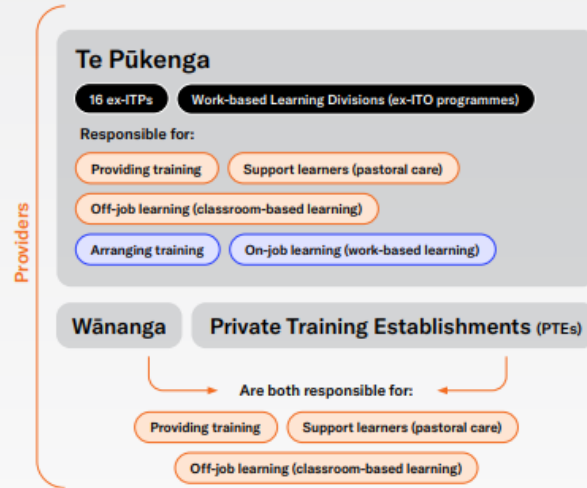 Providers
Te Pūkenga
16 ex-ITPs Work-based Learning Divisions (ex-ITO programmes)
Responsible for:
Providing training Support learners (pastoral care)
Off-job learning (classroom-based learning)
Arranging training On-job learning (work-based learning)
Wānanga Private Training Establishments (PTEs)
Are both responsible for:
Providing training Support learners (pastoral care)
Off-job learning (classroom-based learning)